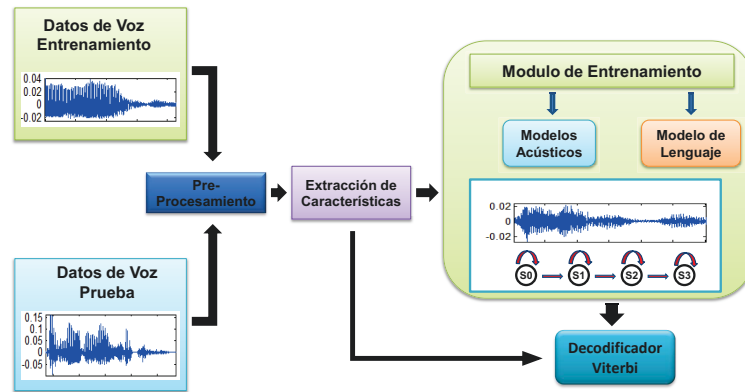 Datos de Voz
Entrenamiento
0.04
0.02
0
-0.02
Datos de Voz
Prueba
0.15
0.10
0.05
0
-0.05
Pre-
Procesamiento
Extracción de
Características
Modulo de Entrenamiento
Modelos
Acústicos
Modelo de
Lenguaje
0.02
0
-0.02
S0
S1
S2
S3
Decodificador
Viterbi